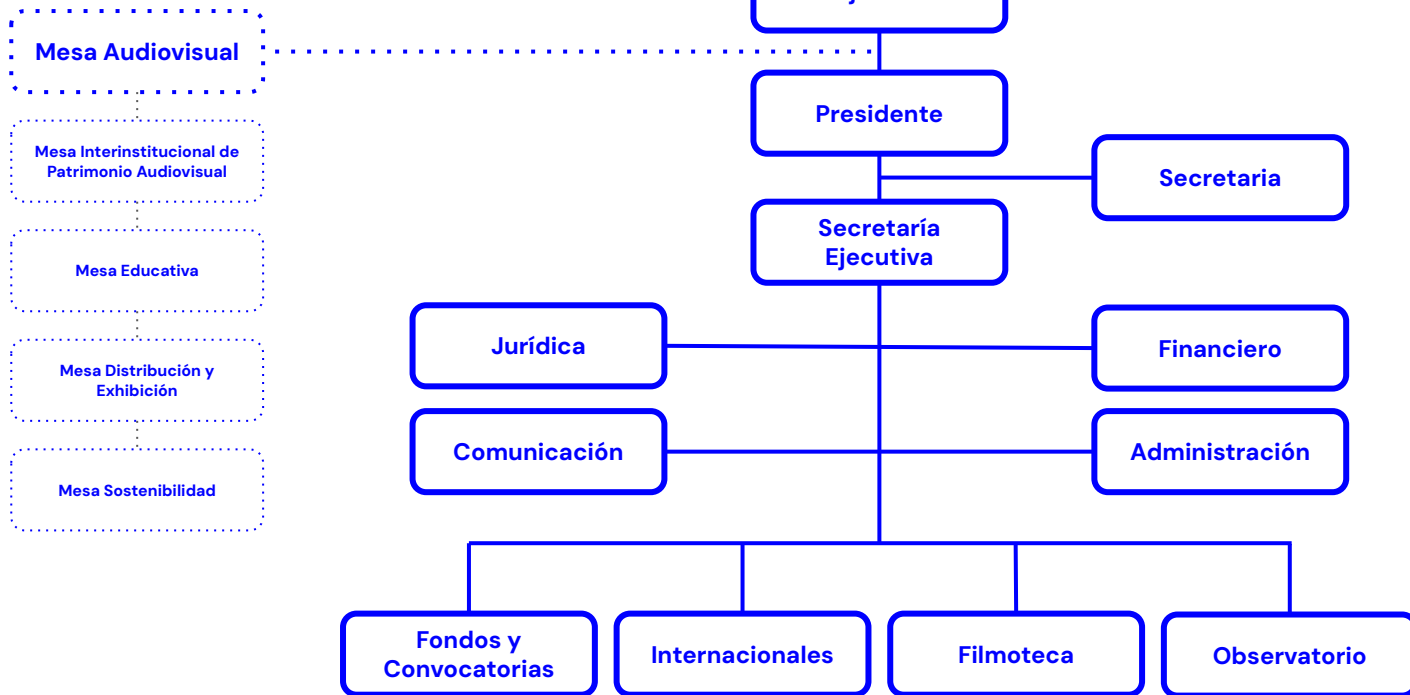 Mesa Audiovisual
Mesa Interinstitucional de
Patrimonio Audiovisual
Mesa Educativa
Mesa Distribución y
Exhibición
Mesa Sostenibilidad
Presidente
Secretaria
Secretaría
Ejecutiva
Jurídica
Financiero
Comunicación
Administración
Fondos y
Convocatorias
Internacionales
Filmoteca
Observatorio